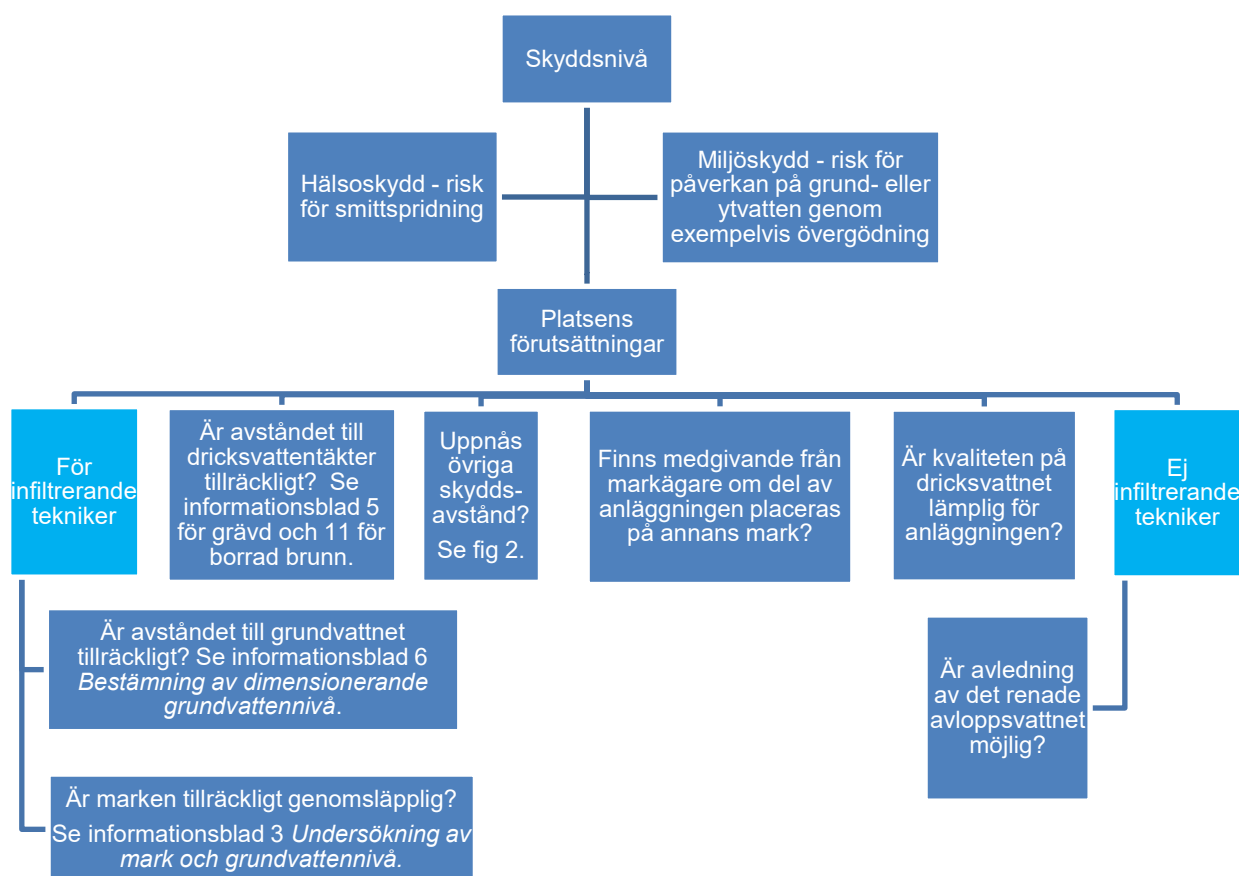 Skyddsnivå
Hälsoskydd - risk
för smittspridning
Miljöskydd - risk för
påverkan på grund- eller
ytvatten genom
exempelvis övergödning
Platsens
förutsättningar
För
infiltrerande
tekniker
Är avståndet till
dricksvattentäkter
tillräckligt? Se
informationsblad 5
för grävd och 11 för
borrad brunn.
Uppnås
övriga
skydds-
avstånd?
Se fig 2.
Finns medgivande från
markägare om del av
anläggningen placeras
på annans mark?
Är kvaliteten på
dricksvattnet
lämplig för
anläggningen?
Ej
infiltrerande
tekniker
Är avståndet till grundvattnet
tillräckligt? Se informationsblad 6
Bestämning av dimensionerande
grundvattennivå.
Är marken tillräckligt genomsläpplig?
Se informationsblad 3 Undersökning av
mark och grundvattennivå.
Är avledning
av det renade
avloppsvattnet
möjlig?